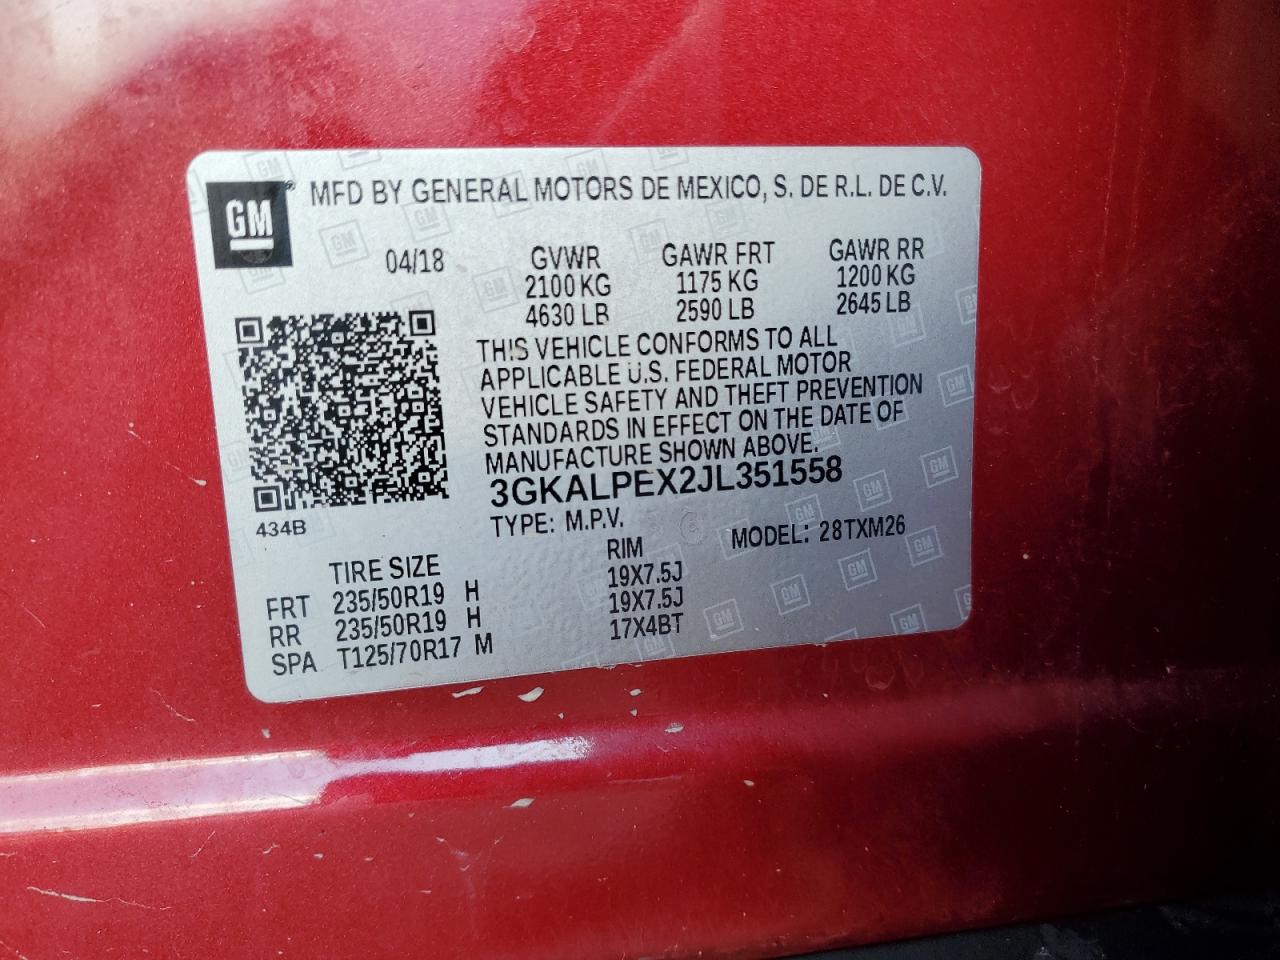 GM ® MFD BY GENERAL MOTORS DE MEXICO, S. DE R.L. DE C.V.
04/18 GVWR GAWR FRT GAWR RR
2100 KG 1175 KG 1200 KG
4630 LB 2590 LB 2645 LB
THIS VEHICLE CONFORMS TO ALL
APPLICABLE U.S. FEDERAL MOTOR
VEHICLE SAFETY AND THEFT PREVENTION
STANDARDS IN EFFECT ON THE DATE OF
MANUFACTURE SHOWN ABOVE.
3GKALPEX2JL351558
434B
TYPE: M.P.V. MODEL: 28TXM26
TIRE SIZE RIM
FRT 235/50R19 H 19X7.5J
RR 235/50R19 H 19X7.5J
SPA T125/70R17 M 17X4BT